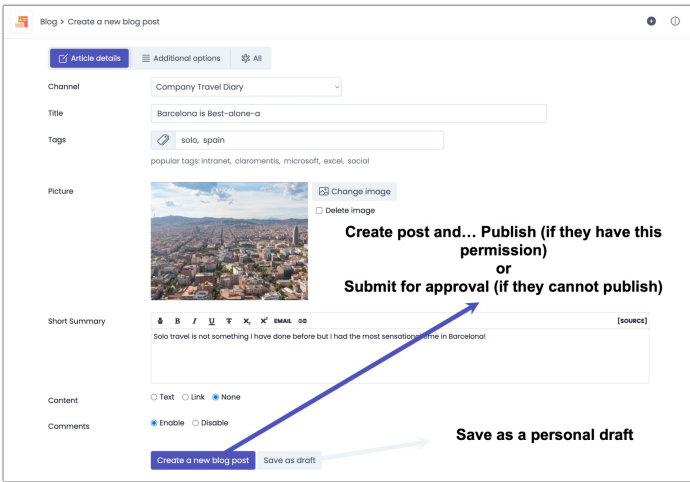 Blog > Create a new blog post
Article details
Additional options
All
Channel
Company Travel Diary
Title
Barcelona is Best-alone-a
Tags
solo, spain
popular tags: intranet, claromentis, microsoft, excel, social
Picture
Change image
Delete image
Create post and... Publish (if they have this
permission)
or
Submit for approval (if they cannot publish)
Short Summary
B I U T X₂ X² EMAIL
[SOURCE]
Solo travel is not something I have done before but I had the most sensational time in Barcelona!
Content
Text Link None
Comments
Enable Disable
Save as a personal draft
Create a new blog post
Save as draft